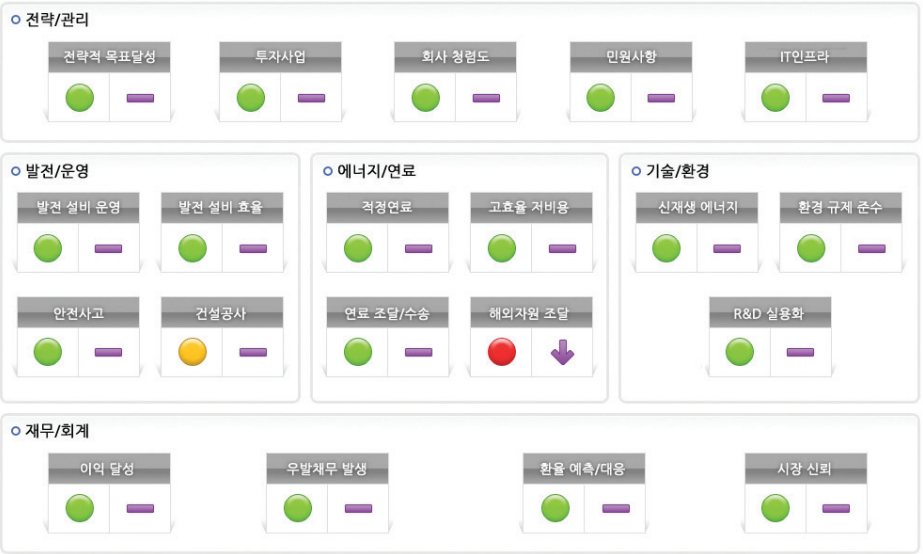 전략/관리
전략적 목표달성
투자사업
회사 청렴도
민원사항
IT인프라
발전/운영
발전 설비 운영
발전 설비 효율
안전사고
건설공사
에너지/연료
적정연료
고효율 저비용
연료 조달/수송
해외자원 조달
기술/환경
신재생 에너지
환경 규제 준수
R&D 실용화
재무/회계
이익 달성
우발채무 발생
환율 예측/대응
시장 신뢰